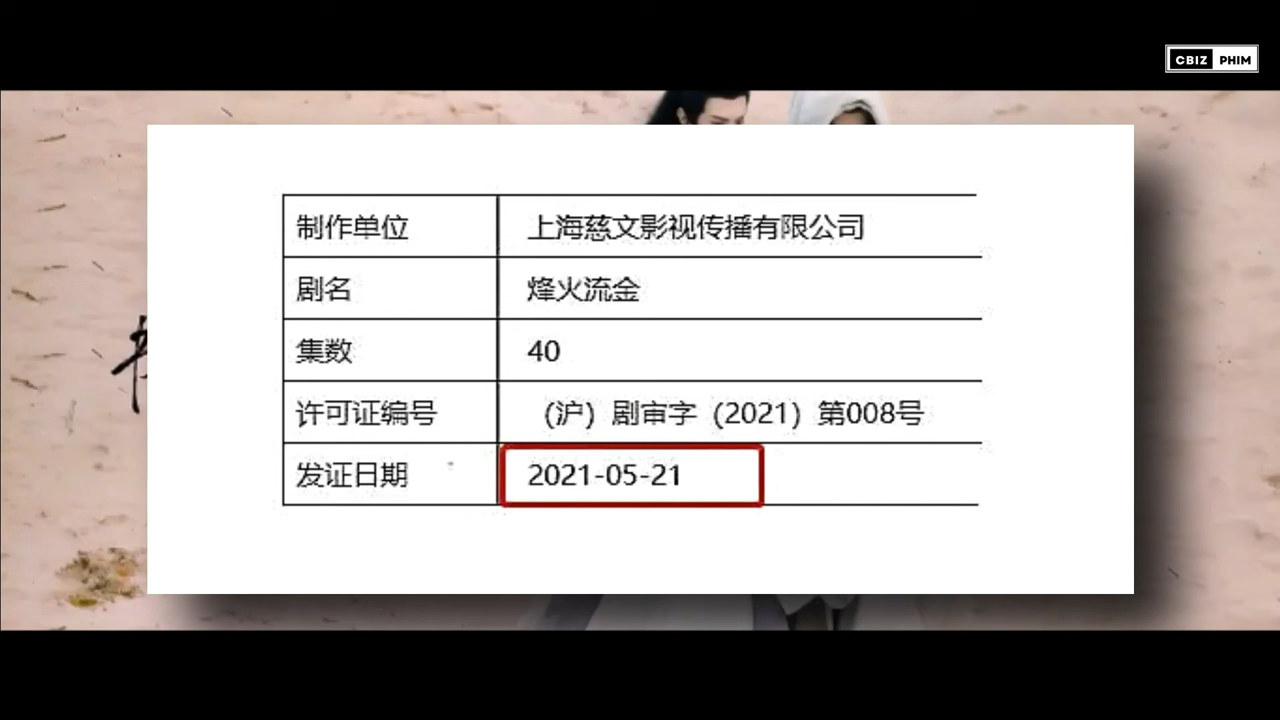 CBIZ PHIM
制作单位 上海慈文影视传播有限公司
剧名 烽火流金
集数 40
许可证编号 （沪）剧审字（2021）第008号
发证日期 2021-05-21